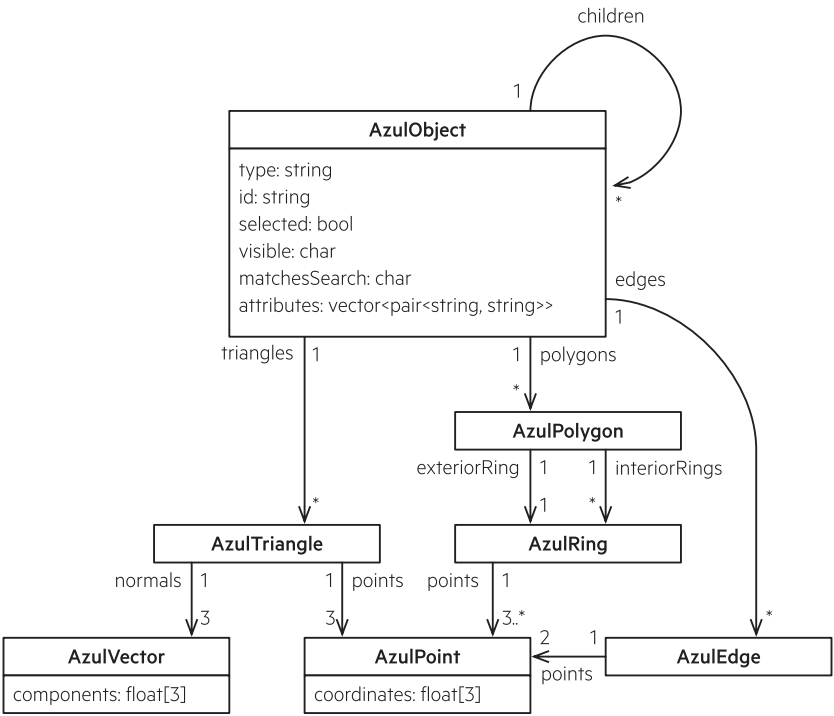 children
1
AzulObject
type: string
id: string
selected: bool
visible: char
matchesSearch: char
attributes: vector<pair<string, string>>
*
edges
1
triangles 1
1 polygons
*
AzulPolygon
exteriorRing 1
1 interiorRings
*
1
*
AzulTriangle
AzulRing
normals 1
1 points
points 1
3
3
3..*
2
1
*
AzulVector
components: float[3]
AzulPoint
coordinates: float[3]
points
AzulEdge